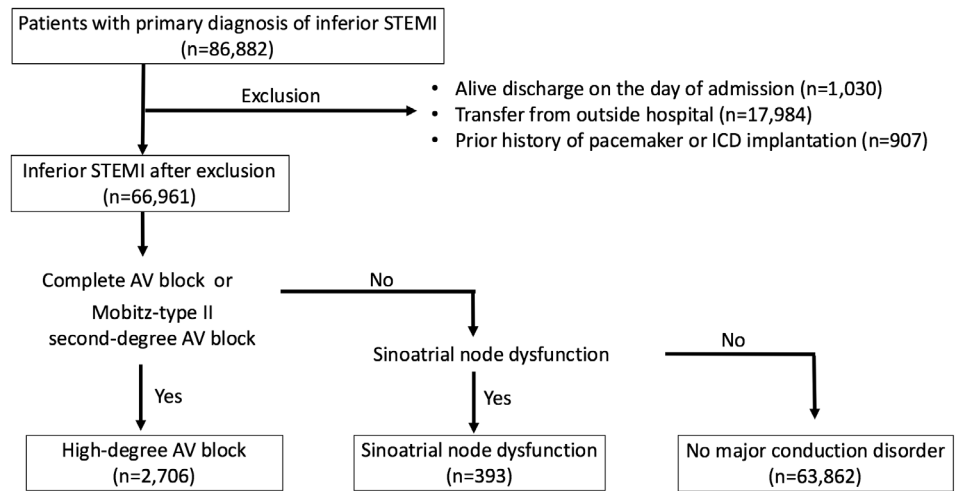 Patients with primary diagnosis of inferior STEMI
(n=86,882)
Exclusion
• Alive discharge on the day of admission (n=1,030)
• Transfer from outside hospital (n=17,984)
• Prior history of pacemaker or ICD implantation (n=907)
Inferior STEMI after exclusion
(n=66,961)
Complete AV block or
Mobitz-type II
second-degree AV block
No
Sinoatrial node dysfunction
No
Yes
Yes
High-degree AV block
(n=2,706)
Sinoatrial node dysfunction
(n=393)
No major conduction disorder
(n=63,862)